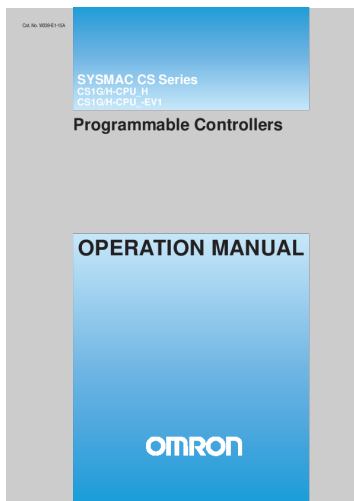 Cat. No. W339-E1-15A
SYSMAC CS Series
CS1G/H-CPU_H
CS1G/H-CPU_-EV1
Programmable Controllers
OPERATION MANUAL
OMRON